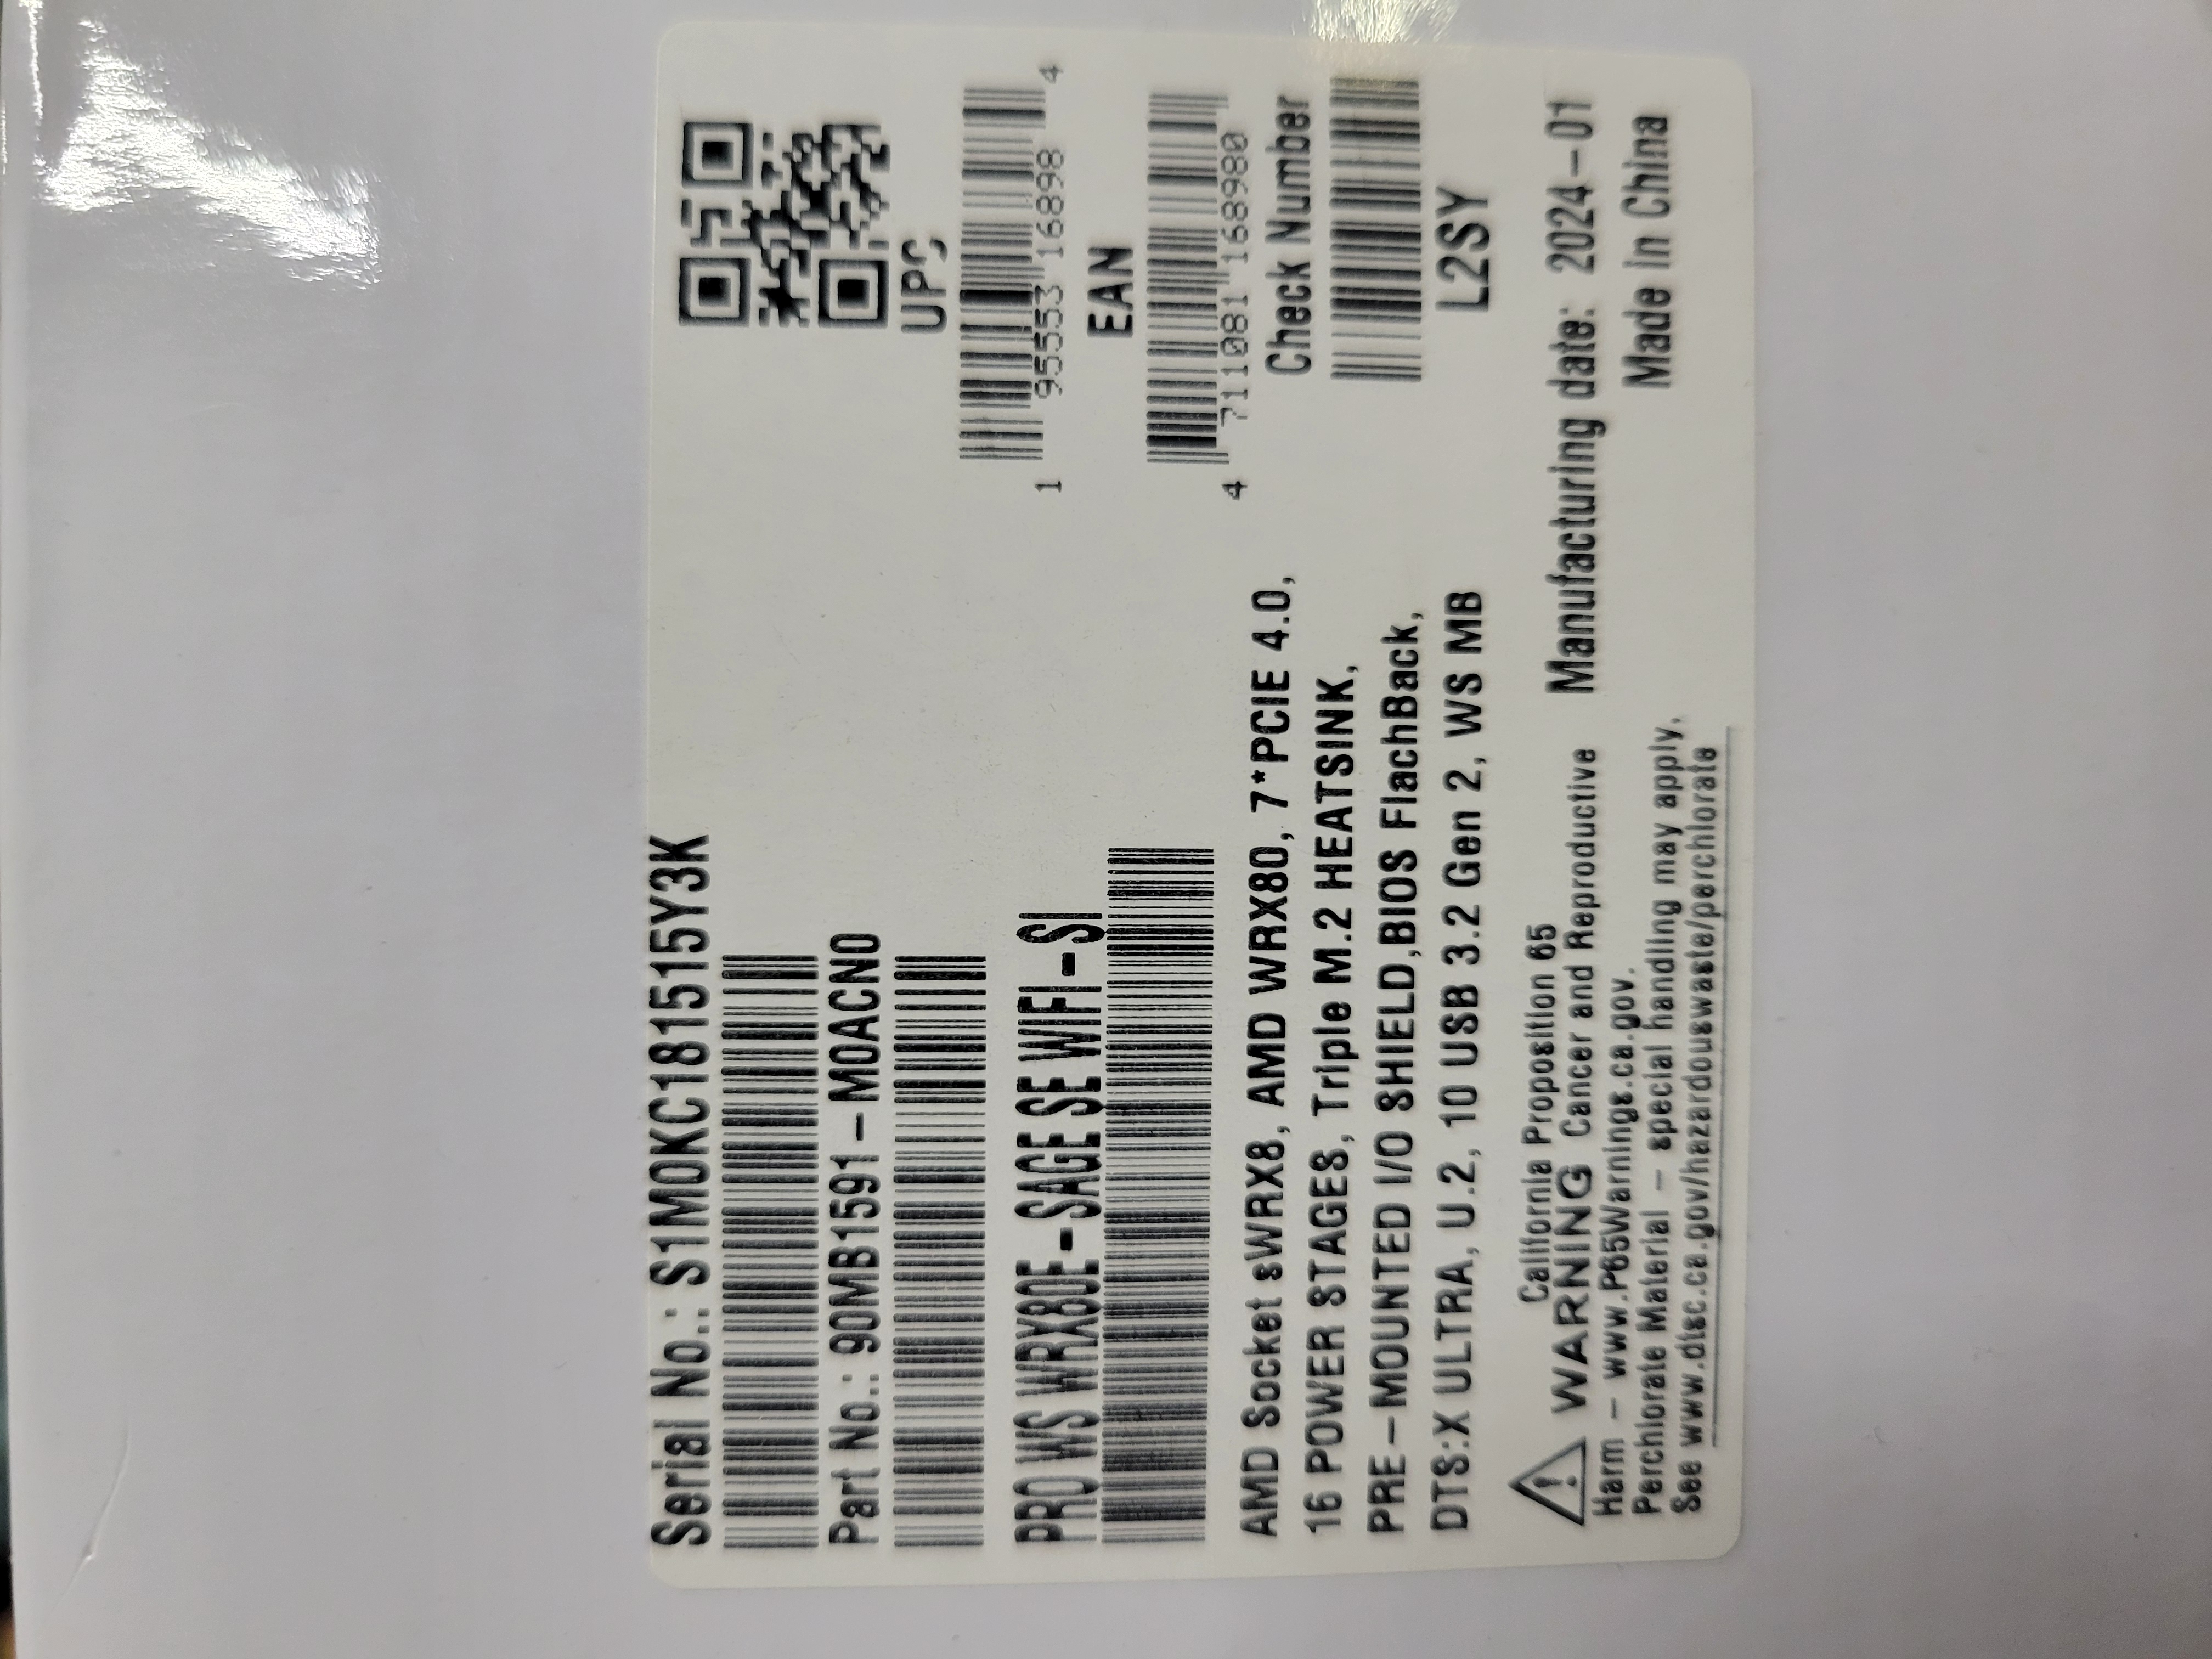 Serial No.: S1M0KC181515Y3K
Part No.: 90MB1591-M0ACN0
PRO WS WRX80E-SAGE SE WIFI-SI
AMD Socket sWRX8, AMD WRX80, 7*PCIE 4.0,
16 POWER STAGES, Triple M.2 HEATSINK,
PRE-MOUNTED I/O SHIELD,BIOS FlachBack,
DTS:X ULTRA, U.2, 10 USB 3.2 Gen 2, WS MB
California Proposition 65
WARNING Cancer and Reproductive
Harm - www.P65Warnings.ca.gov.
Perchlorate Material - special handling may apply,
See www.dtsc.ca.gov/hazardouswaste/perchlorate
UPC
1 95553 16898 4
EAN
4 711081 168980
Check Number
L2SY
Manufacturing date: 2024-01
Made in China